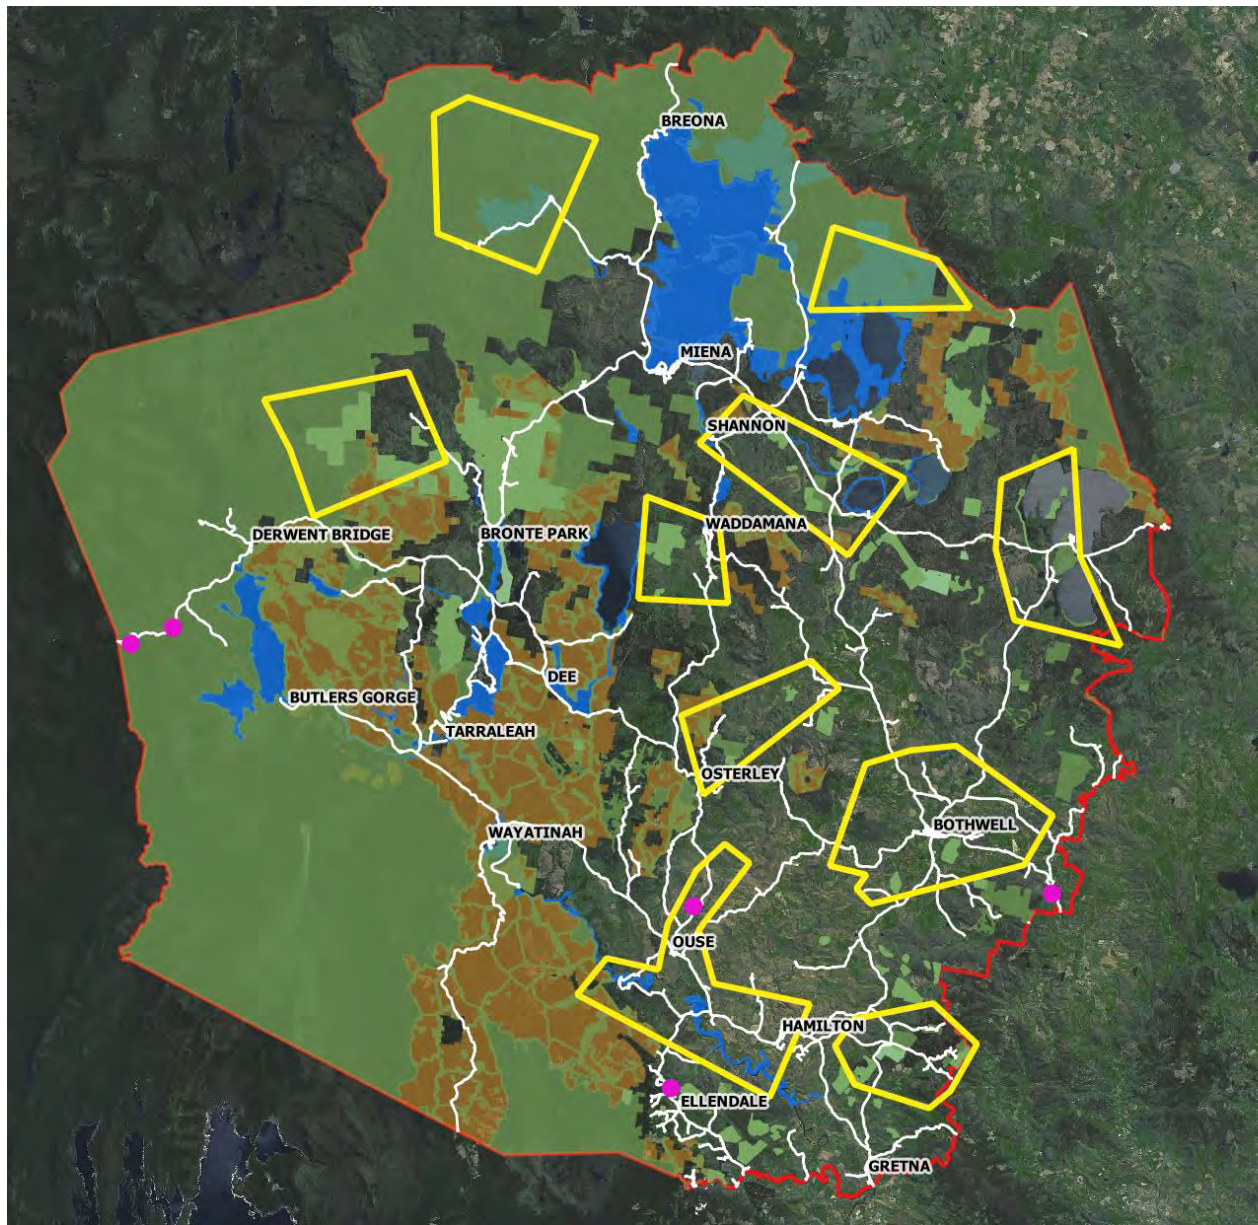 BREONA
MIENA
SHANNON
WADDAMANA
DERWENT BRIDGE
BRONTE PARK
DEE
BUTLERS GORGE
TARRALEAH
OSTERLEY
WAYATINAH
BOTHWELL
OUSE
HAMILTON
ELLENDALE
GRETNA